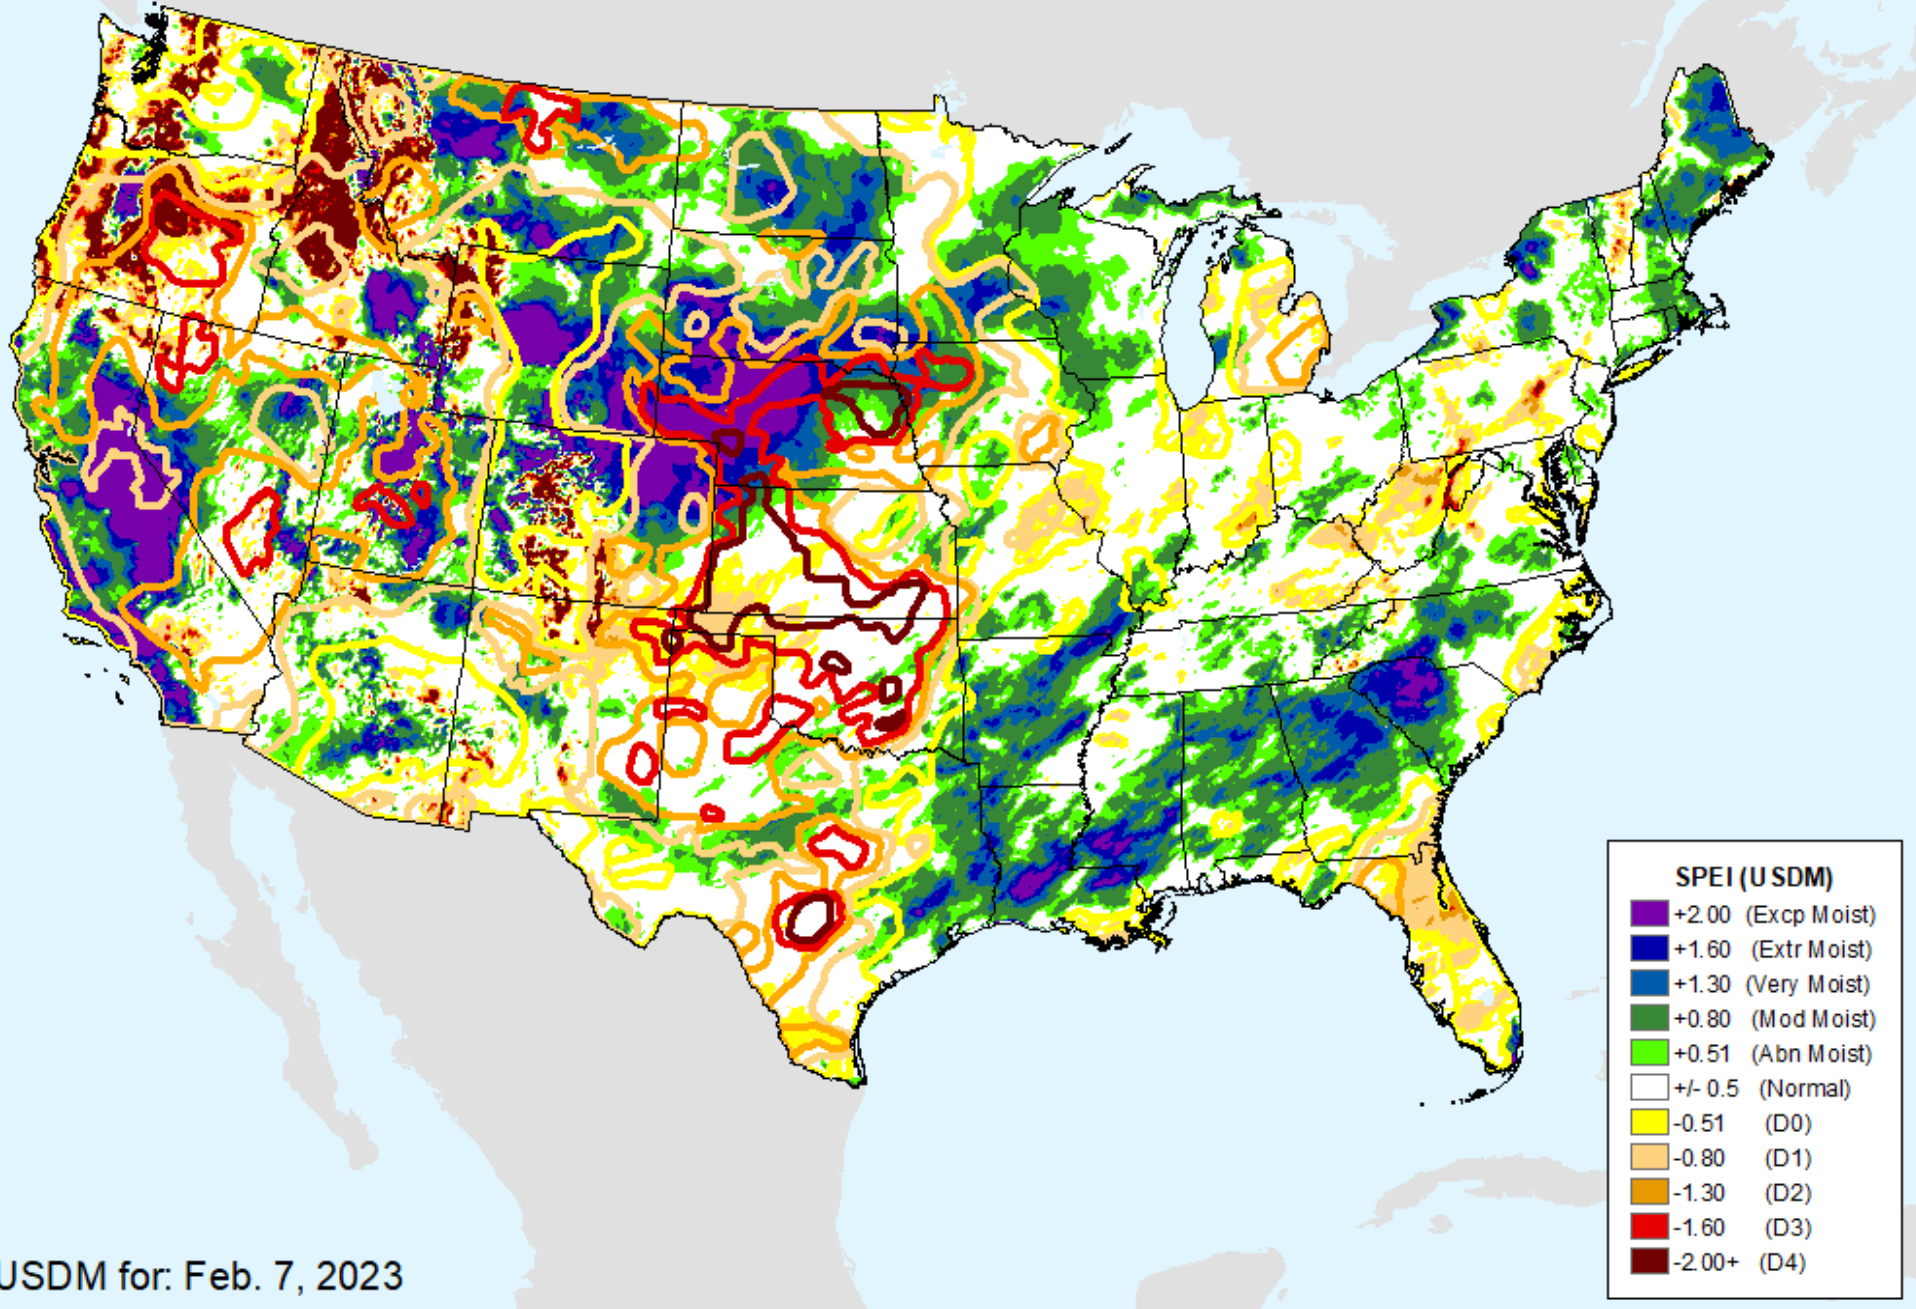 SPEI (USDM)
+2.00 (Excp Moist)
+1.60 (Extr Moist)
+1.30 (Very Moist)
+0.80 (Mod Moist)
+0.51 (Abn Moist)
+/- 0.5 (Normal)
-0.51 (D0)
-0.80 (D1)
-1.30 (D2)
-1.60 (D3)
-2.00+ (D4)
USDM for: Feb. 7, 2023